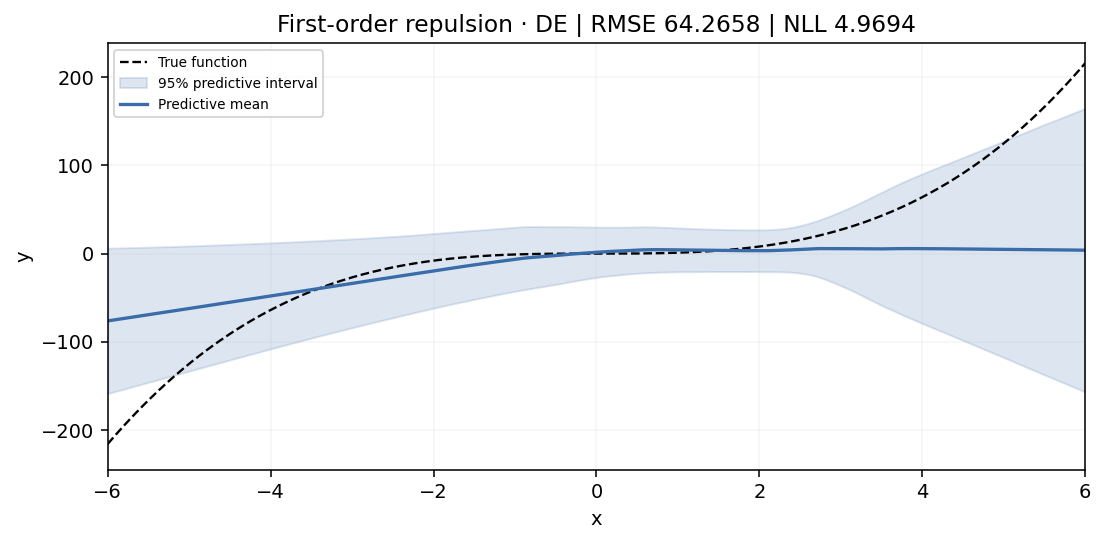 First-order repulsion · DE | RMSE 64.2658 | NLL 4.9694
True function
95% predictive interval
Predictive mean
y
200
100
0
−100
−200
−6
−4
−2
0
2
4
6
x